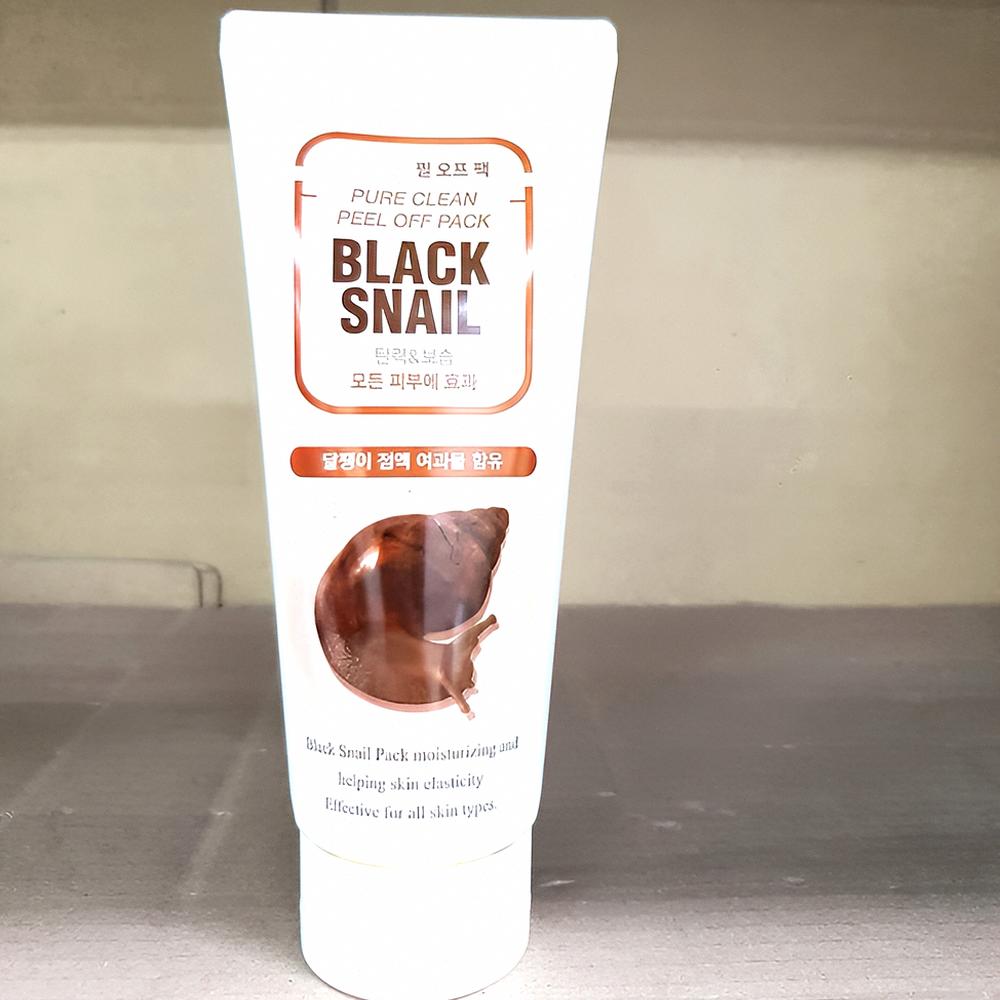 필 오프 팩
PURE CLEAN
PEEL OFF PACK
BLACK
SNAIL
탄력&보습
모든 피부에 효과
달팽이 점액 여과물 함유
Black Snail Pack moisturizing and
helping skin elasticity
Effective for all skin types.